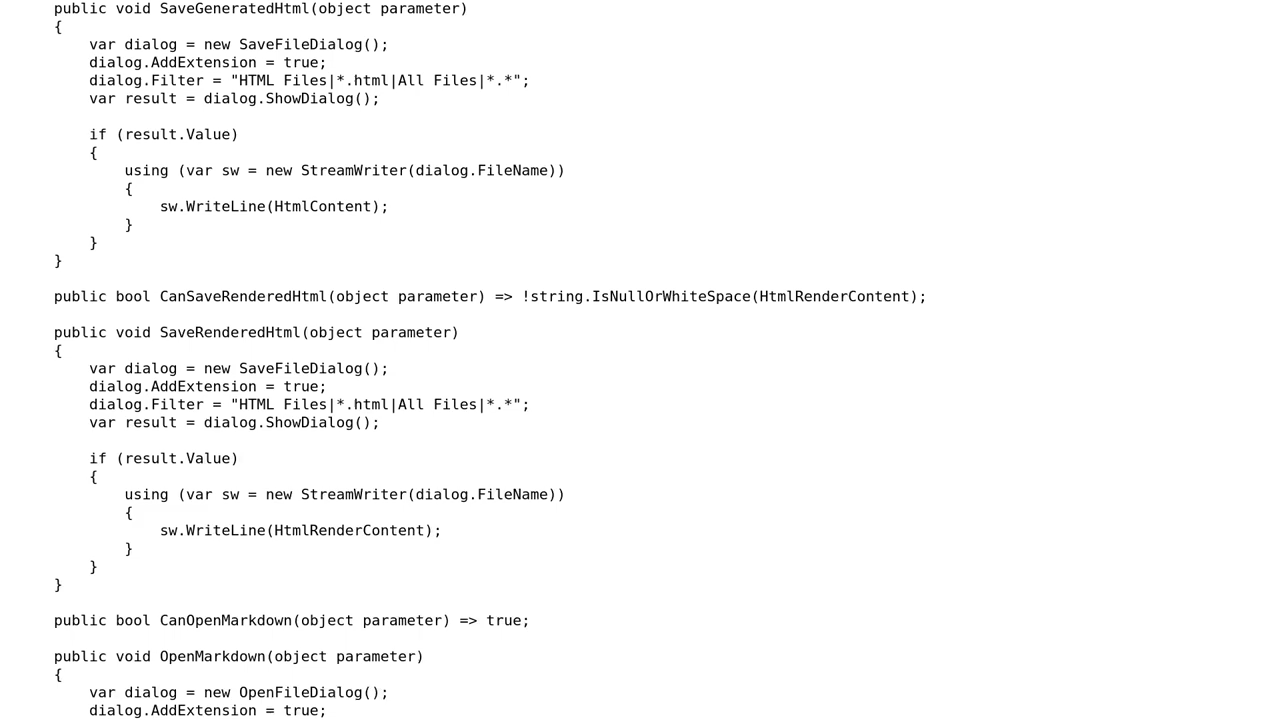 public void SaveGeneratedHtml(object parameter)
{
    var dialog = new SaveFileDialog();
    dialog.AddExtension = true;
    dialog.Filter = "HTML Files|*.html|All Files|*.*";
    var result = dialog.ShowDialog();

    if (result.Value)
    {
        using (var sw = new StreamWriter(dialog.FileName))
        {
            sw.WriteLine(HtmlContent);
        }
    }
}

public bool CanSaveRenderedHtml(object parameter) => !string.IsNullOrWhiteSpace(HtmlRenderContent);

public void SaveRenderedHtml(object parameter)
{
    var dialog = new SaveFileDialog();
    dialog.AddExtension = true;
    dialog.Filter = "HTML Files|*.html|All Files|*.*";
    var result = dialog.ShowDialog();

    if (result.Value)
    {
        using (var sw = new StreamWriter(dialog.FileName))
        {
            sw.WriteLine(HtmlRenderContent);
        }
    }
}

public bool CanOpenMarkdown(object parameter) => true;

public void OpenMarkdown(object parameter)
{
    var dialog = new OpenFileDialog();
    dialog.AddExtension = true;